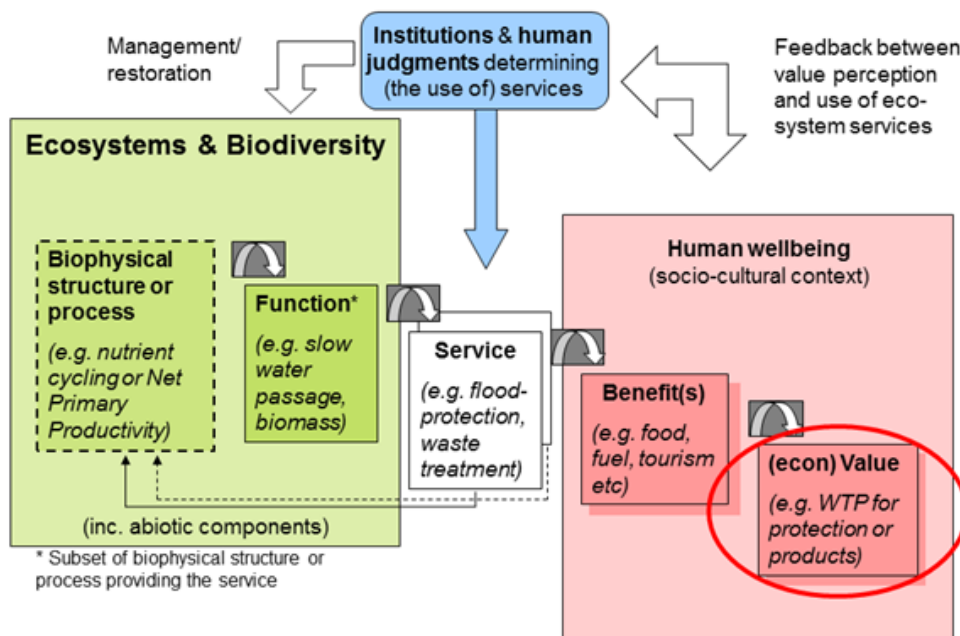 Management/
restoration
Institutions & human
judgments determining
(the use of) services
Feedback between
value perception
and use of eco-
system services
Ecosystems & Biodiversity
Biophysical
structure or
process
(e.g. nutrient
cycling or Net
Primary
Productivity)
Function*
(e.g. slow
water
passage,
biomass)
Service
(e.g. flood-
protection,
waste
treatment)
Human wellbeing
(socio-cultural context)
Benefit(s)
(e.g. food,
fuel, tourism
etc)
(econ) Value
(e.g. WTP for
protection or
products)
(inc. abiotic components)
* Subset of biophysical structure or
process providing the service